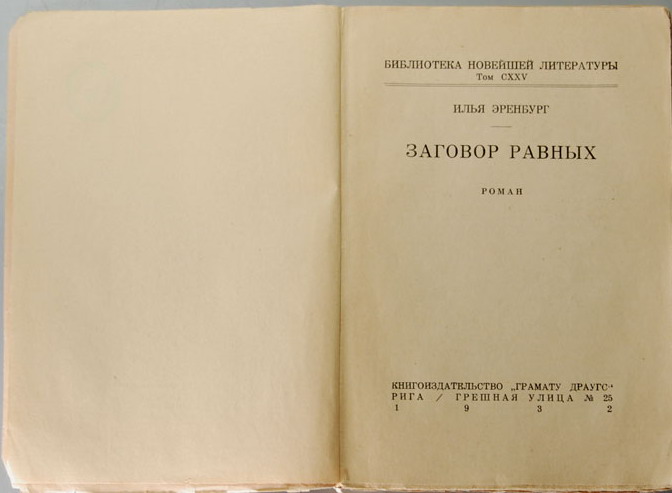 БИБЛИОТЕКА НОВЕЙШЕЙ ЛИТЕРАТУРЫ
Том CXXV
ИЛЬЯ ЭРЕНБУРГ
ЗАГОВОР РАВНЫХ
РОМАН
КНИГОИЗДАТЕЛЬСТВО „ГРАМАТУ ДРАУГС“
РИГА / ГРЕШНАЯ УЛИЦА № 25
1 9 3 2